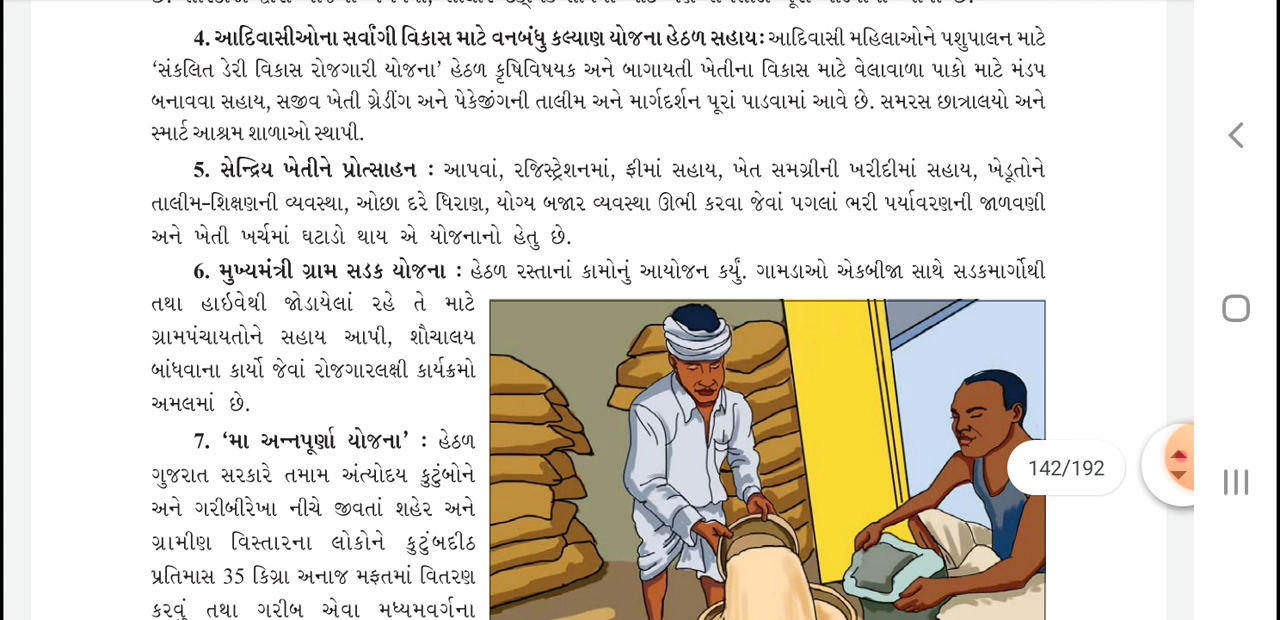 4. આદિવાસીઓના સર્વાંગી વિકાસ માટે વનબંધુ કલ્યાણ યોજના હેઠળ સહાય: આદિવાસી મહિલાઓને પશુપાલન માટે
‘સંકલિત ડેરી વિકાસ રોજગારી યોજના’ હેઠળ કૃષિવિષયક અને બાગાયતી ખેતીના વિકાસ માટે વેલાવાળા પાકો માટે મંડપ
બનાવવા સહાય, સજીવ ખેતી ગ્રેડીંગ અને પેકેજીંગની તાલીમ અને માર્ગદર્શન પૂરાં પાડવામાં આવે છે. સમરસ છાત્રાલયો અને
સ્માર્ટ આશ્રમ શાળાઓ સ્થાપી.
5. સેન્દ્રિય ખેતીને પ્રોત્સાહન : આપવાં, રજિસ્ટ્રેશનમાં, ફીમાં સહાય, ખેત સમગ્રીની ખરીદીમાં સહાય, ખેડૂતોને
તાલીમ-શિક્ષણની વ્યવસ્થા, ઓછા દરે ધિરાણ, યોગ્ય બજાર વ્યવસ્થા ઊભી કરવા જેવાં પગલાં ભરી પર્યાવરણની જાળવણી
અને ખેતી ખર્ચમાં ઘટાડો થાય એ યોજનાનો હેતુ છે.
6. મુખ્યમંત્રી ગ્રામ સડક યોજના : હેઠળ રસ્તાનાં કામોનું આયોજન કર્યું. ગામડાઓ એકબીજા સાથે સડકમાર્ગોથી
તથા હાઇવેથી જોડાયેલાં રહે તે માટે
ગ્રામપંચાયતોને સહાય આપી, શૌચાલય
બાંધવાના કાર્યો જેવાં રોજગારલક્ષી કાર્યક્રમો
અમલમાં છે.
7. ‘મા અન્નપૂર્ણા યોજના’ : હેઠળ
ગુજરાત સરકારે તમામ અંત્યોદય કુટુંબોને
અને ગરીબીરેખા નીચે જીવતાં શહેર અને
ગ્રામીણ વિસ્તારના લોકોને કુટુંબદીઠ
પ્રતિમાસ 35 કિગ્રા અનાજ મફતમાં વિતરણ
કરવું તથા ગરીબ એવા મધ્યમવર્ગના
142/192